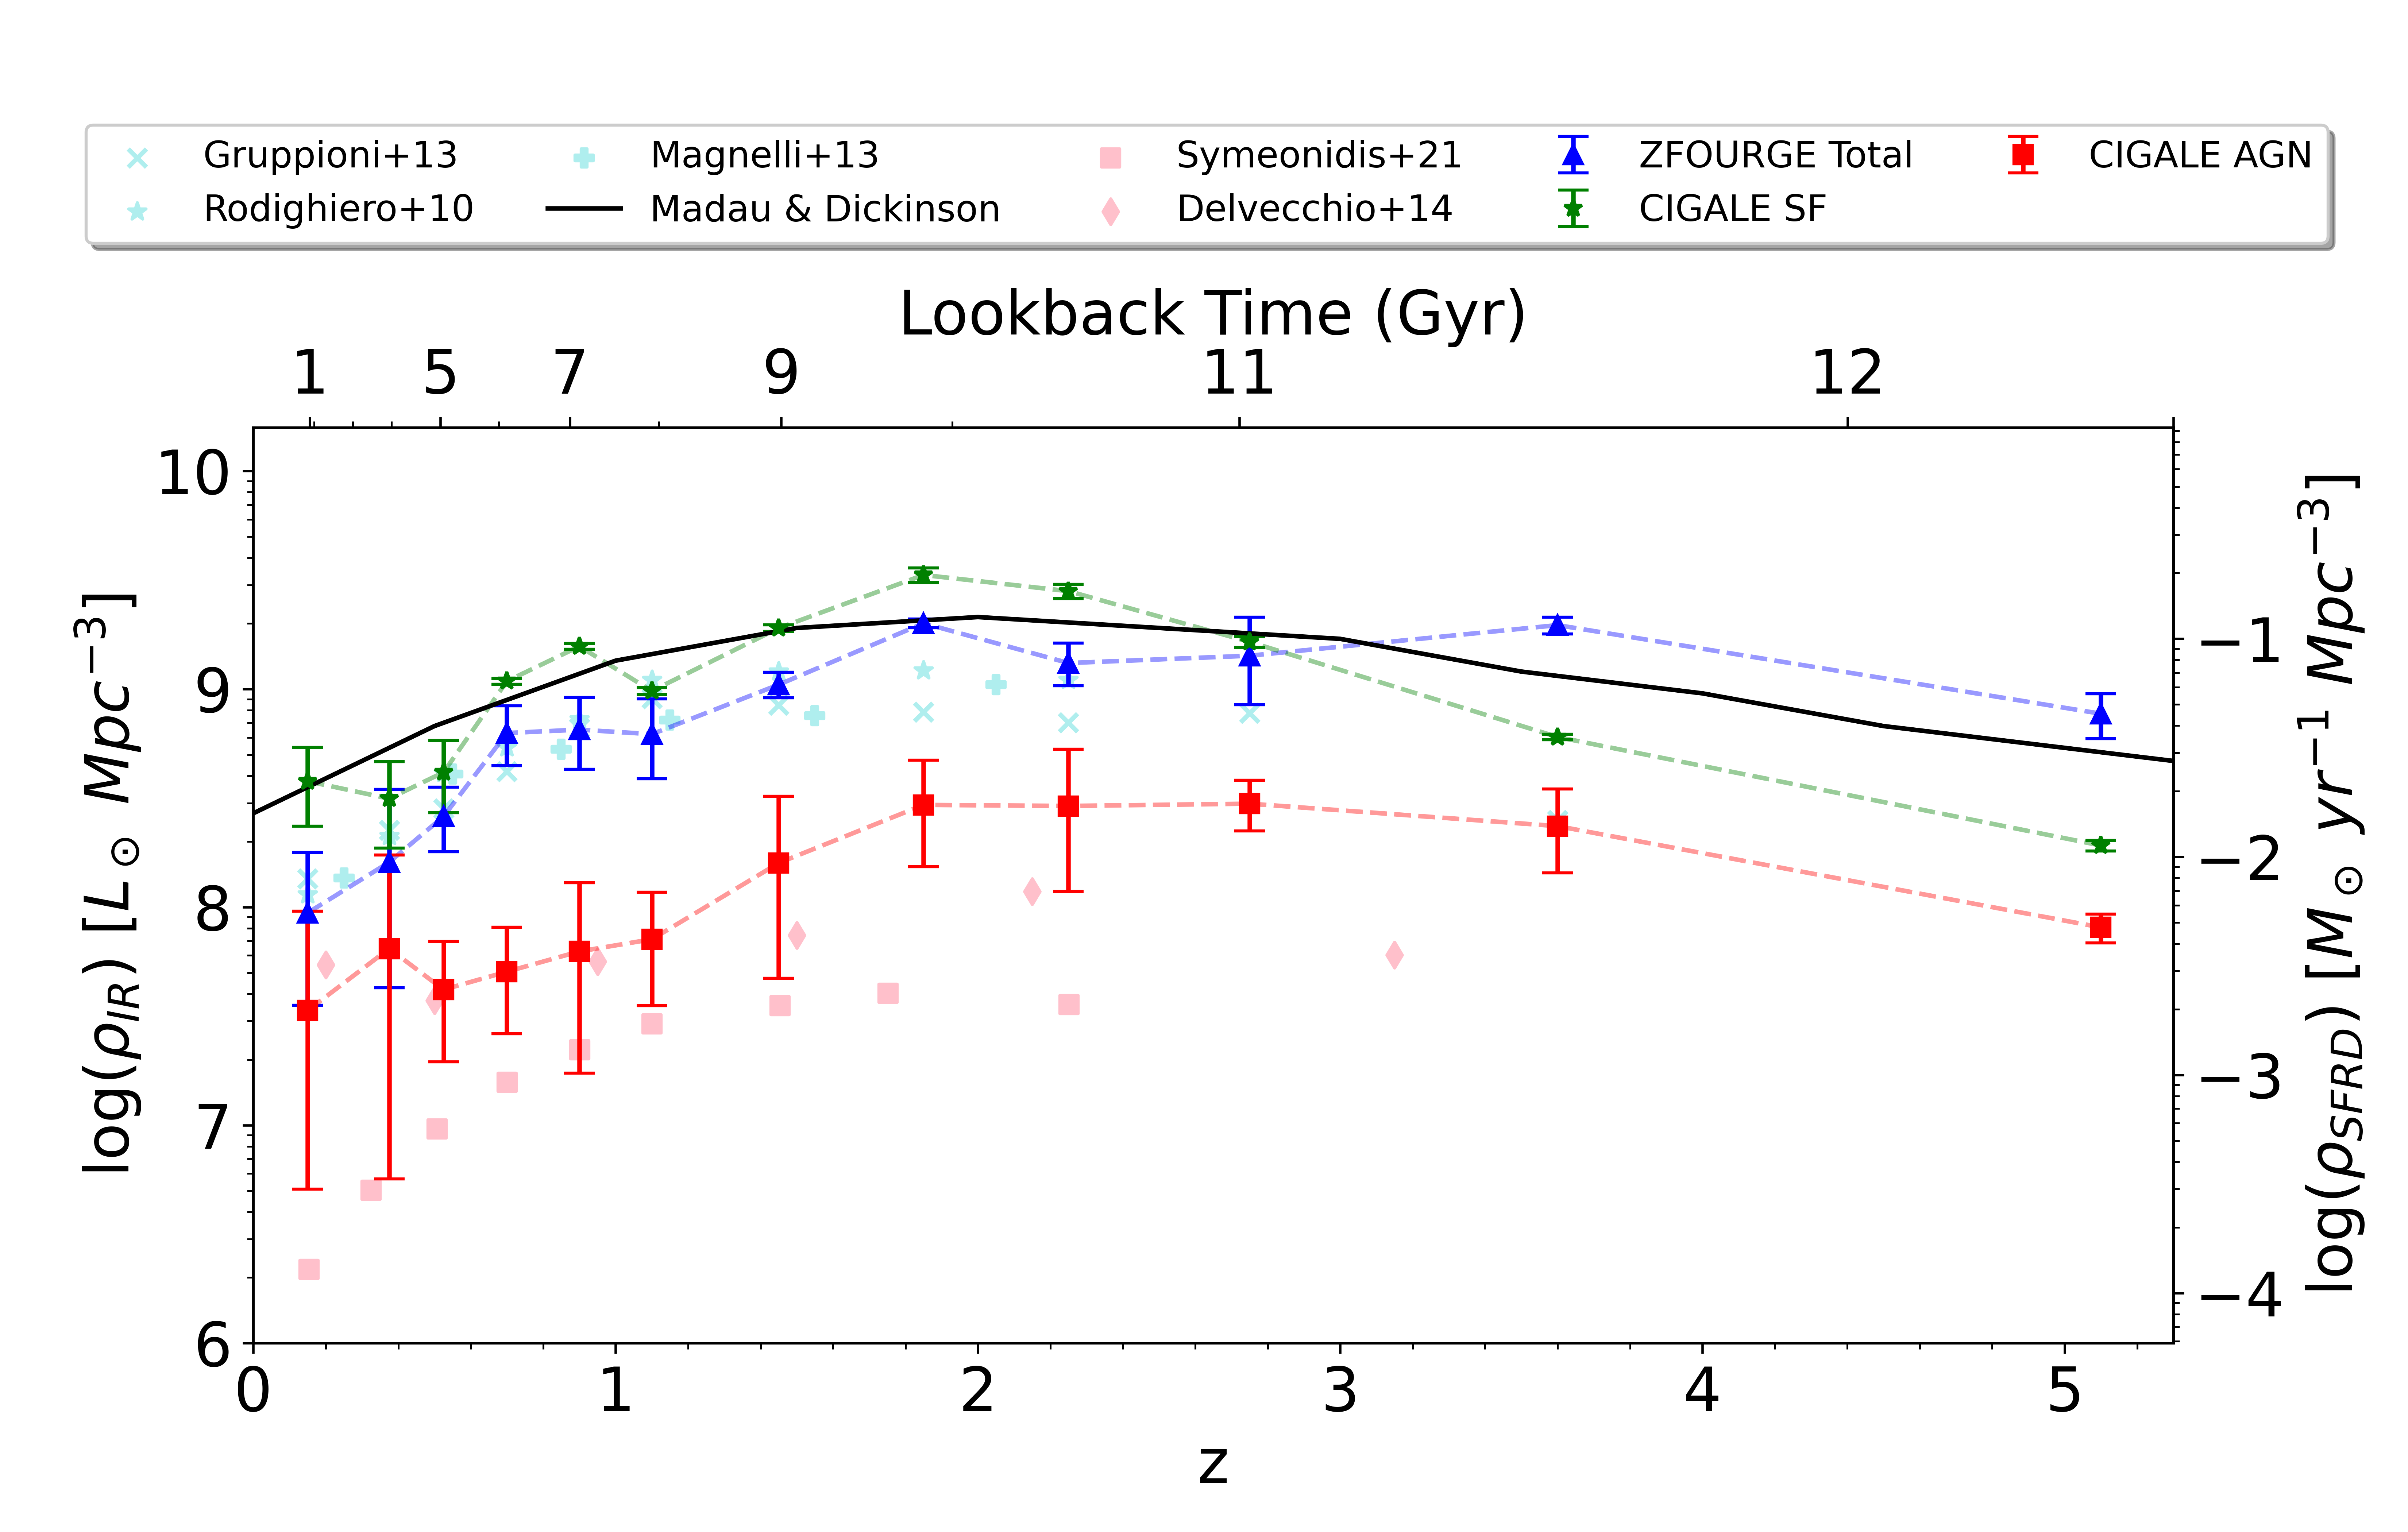 Gruppioni+13 Magnelli+13 Symeonidis+21 ZFOURGE Total CIGALE AGN
Rodighiero+10 Madau & Dickinson Delvecchio+14 CIGALE SF
Lookback Time (Gyr)
1 5 7 9 11 12
10
9
8
7
6
log(ρ_IR) [L⊙ Mpc⁻³]
−1
−2
−3
−4
log(ρ_SFRD) [M⊙ yr⁻¹ Mpc⁻³]
0 1 2 3 4 5
z